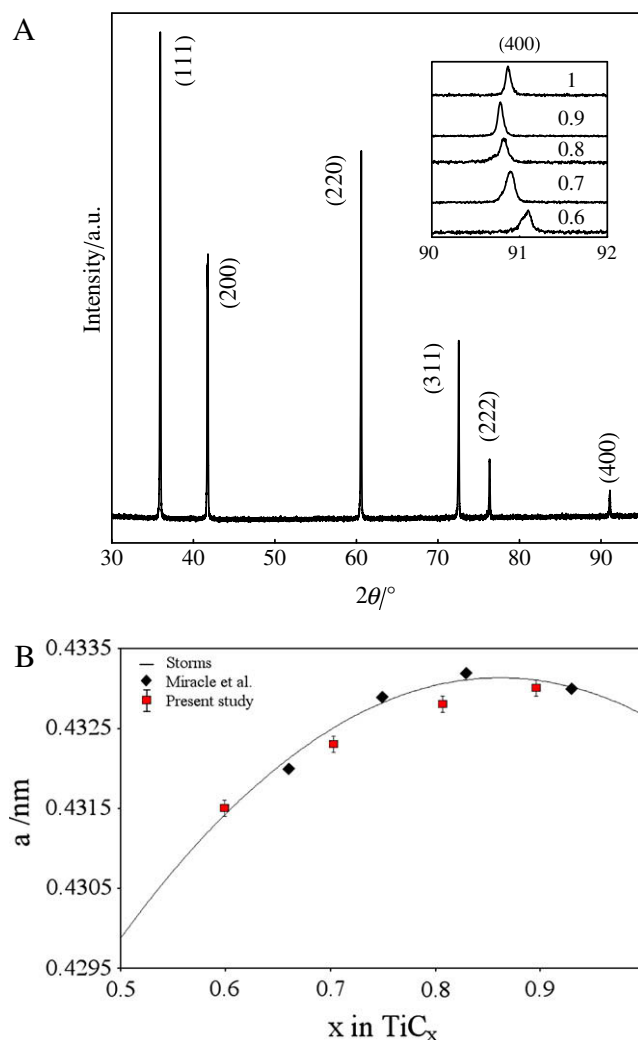 A
Intensity/a.u.
(111)
(200)
(220)
(311)
(222)
(400)
(400)
1
0.9
0.8
0.7
0.6
90 91 92
30 40 50 60 70 80 90
2θ/°
B
a /nm
0.4335
0.4325
0.4315
0.4305
0.4295
Storms
Miracle et al.
Present study
0.5 0.6 0.7 0.8 0.9
x in TiCx